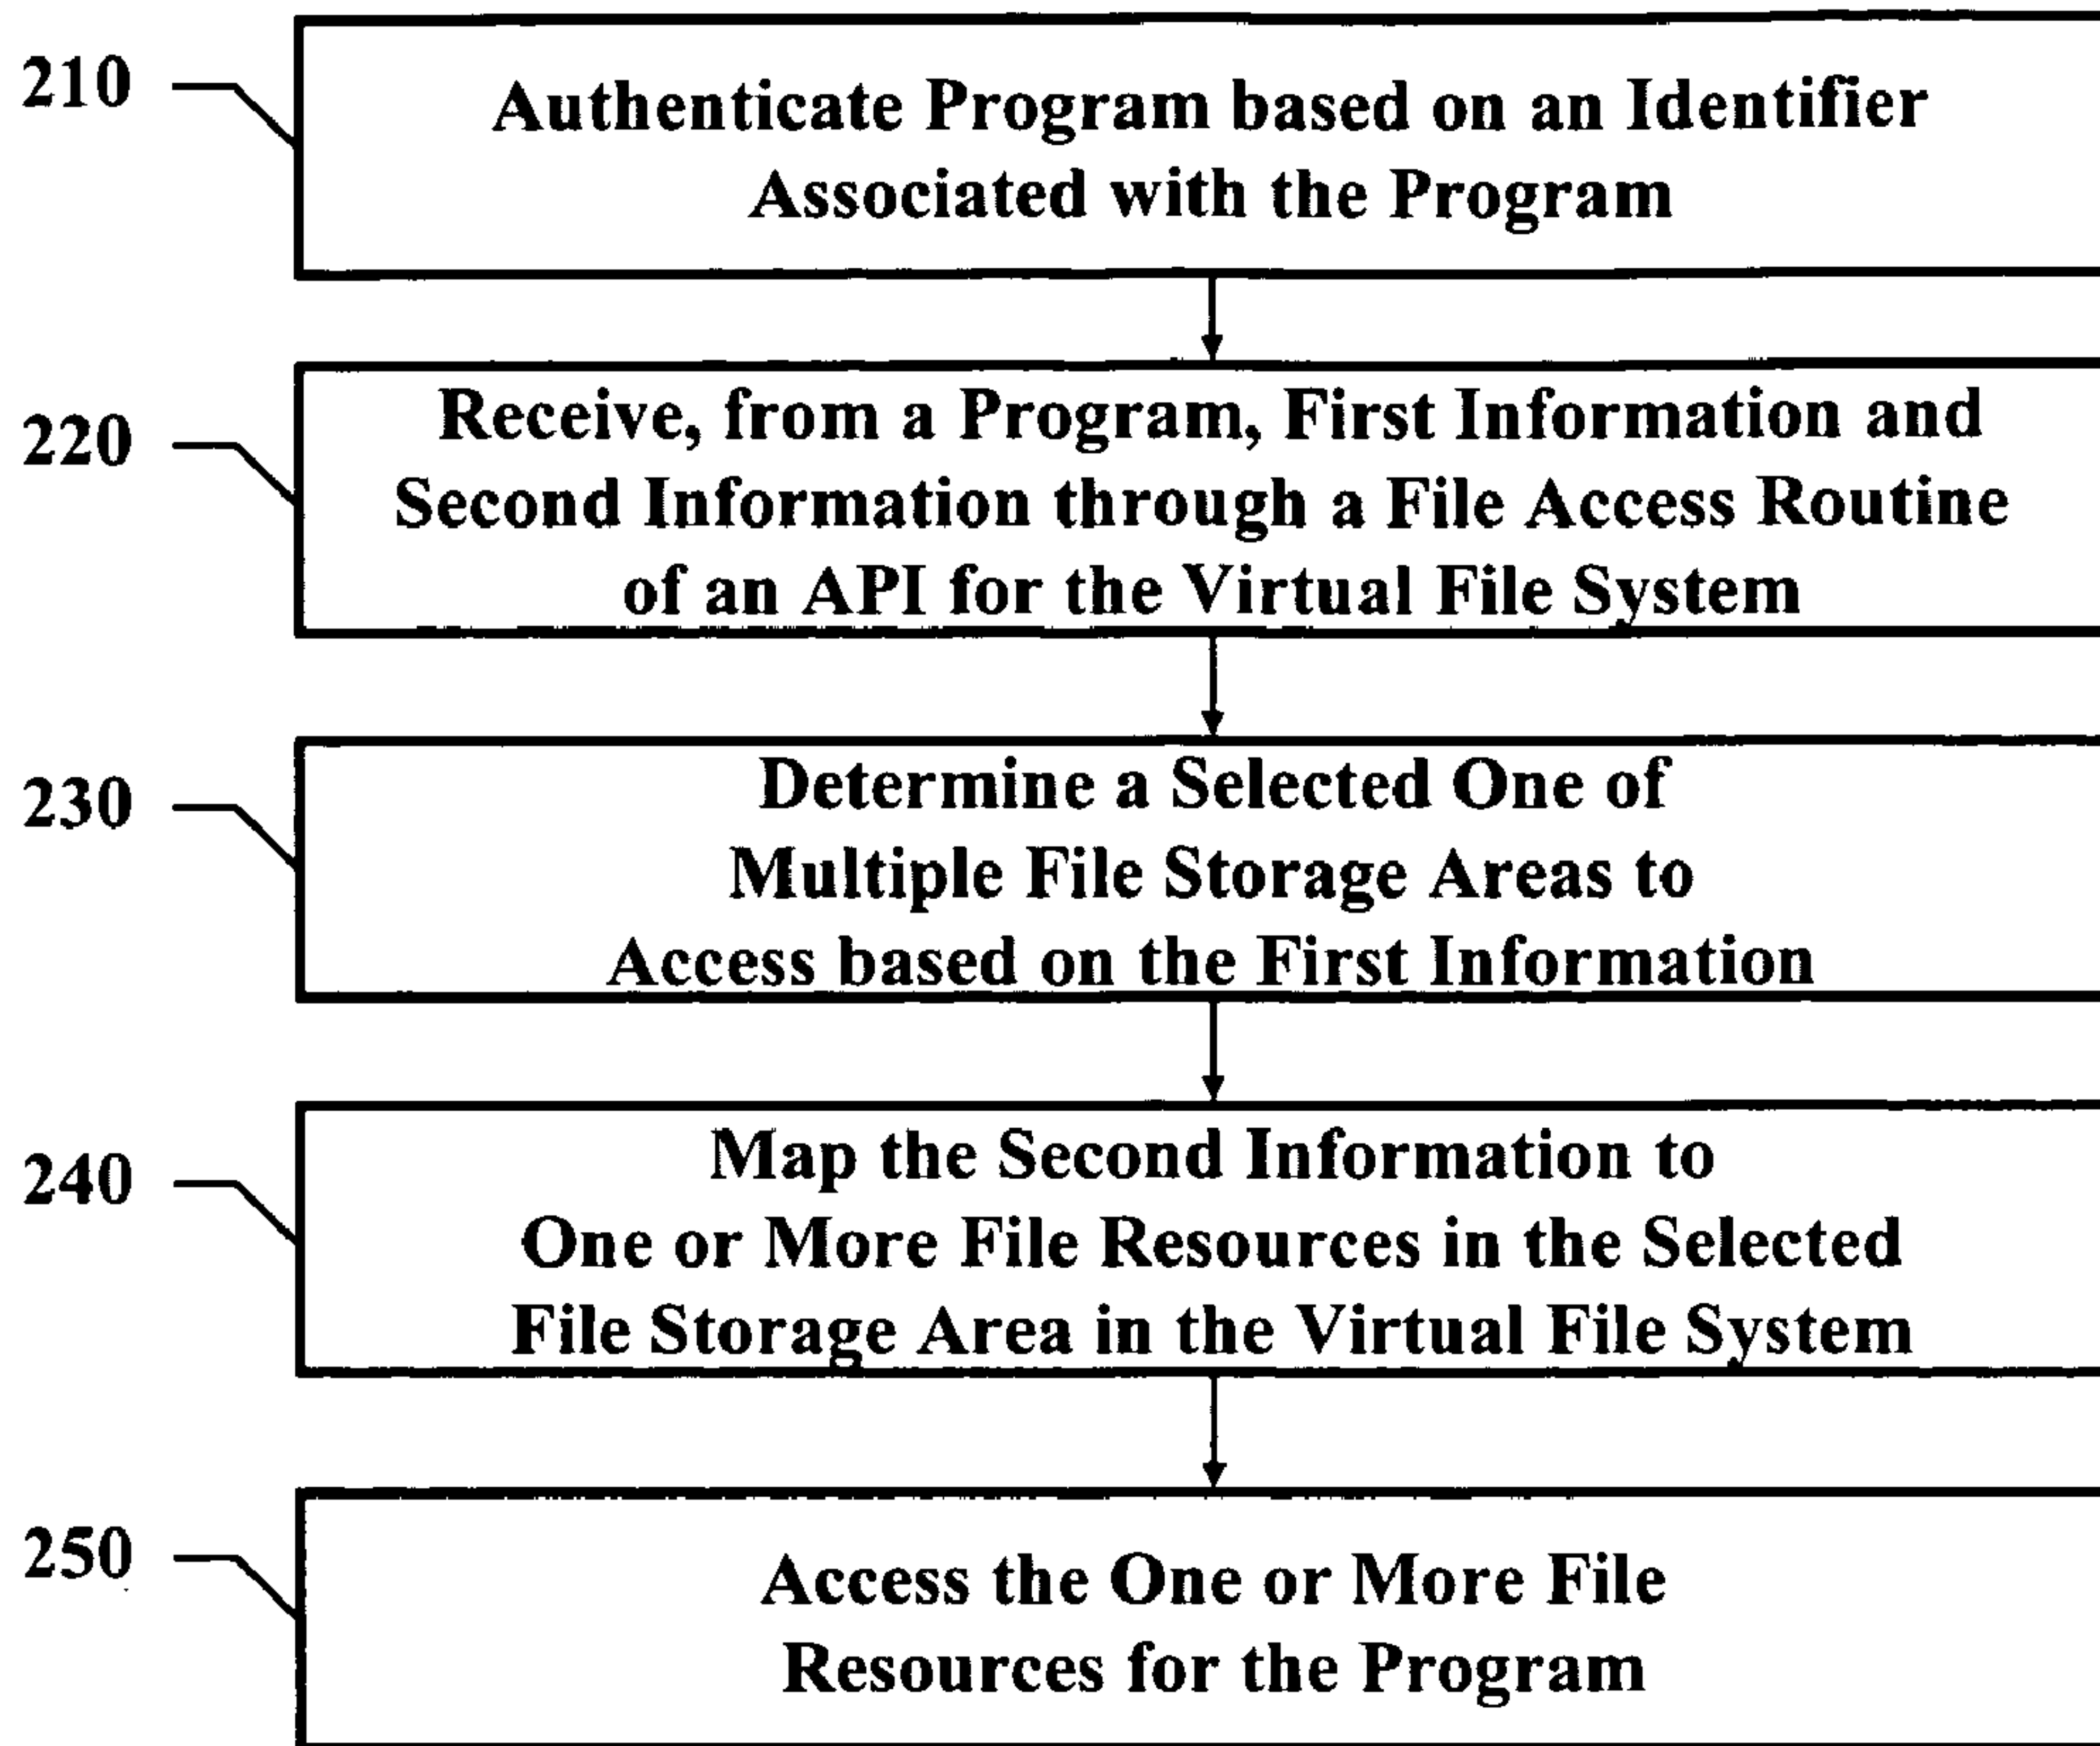 210
Authenticate Program based on an Identifier
Associated with the Program
220
Receive, from a Program, First Information and
Second Information through a File Access Routine
of an API for the Virtual File System
230
Determine a Selected One of
Multiple File Storage Areas to
Access based on the First Information
240
Map the Second Information to
One or More File Resources in the Selected
File Storage Area in the Virtual File System
250
Access the One or More File
Resources for the Program